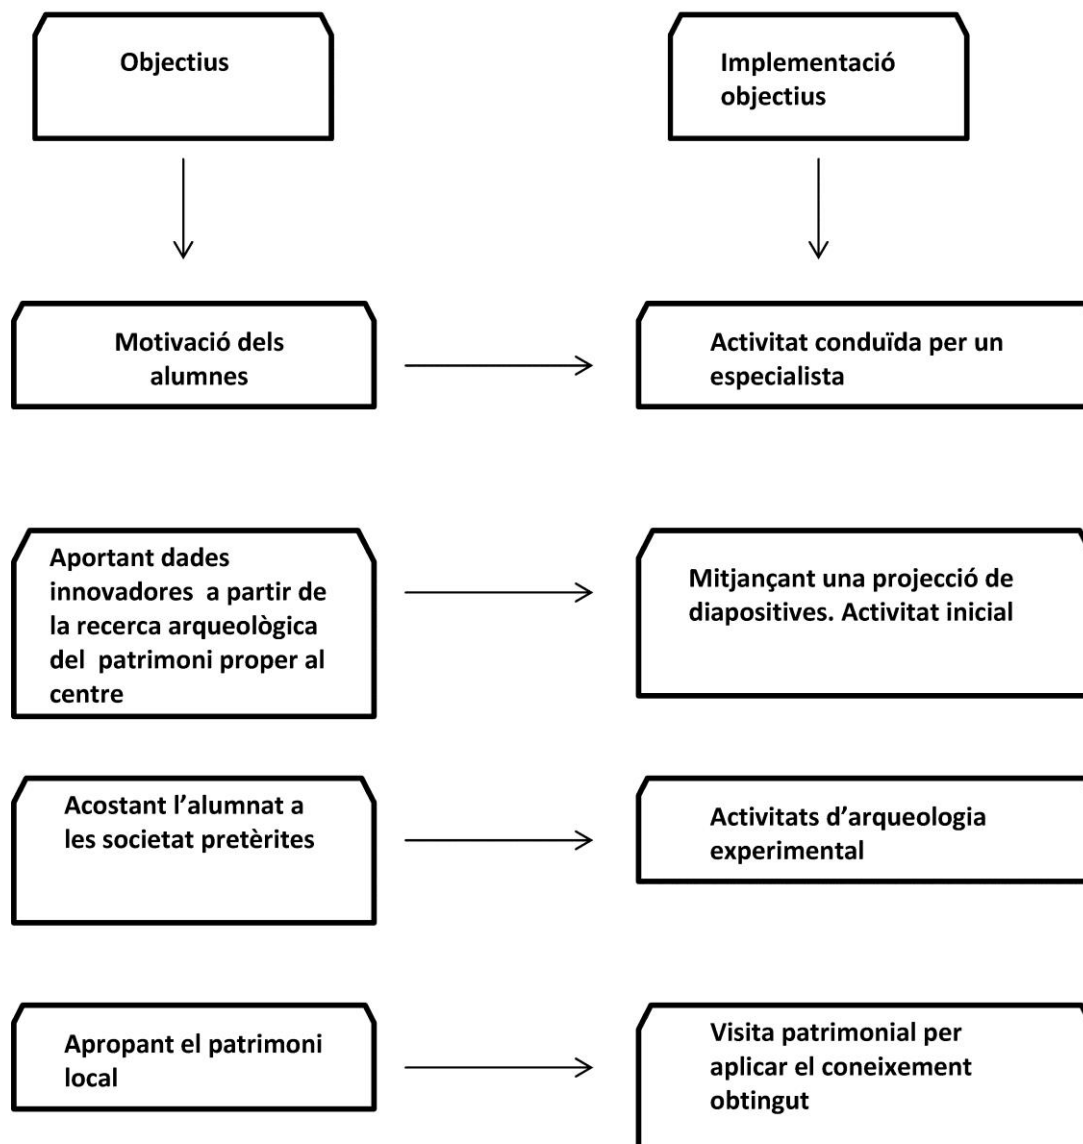 Objectius
Implementació
objectius
Motivació dels
alumnes
Activitat conduïda per un
especialista
Aportant dades
innovadores a partir de
la recerca arqueològica
del patrimoni proper al
centre
Mitjançant una projecció de
diapositives. Activitat inicial
Acostant l’alumnat a
les societat pretèrites
Activitats d’arqueologia
experimental
Apropant el patrimoni
local
Visita patrimonial per
aplicar el coneixement
obtingut